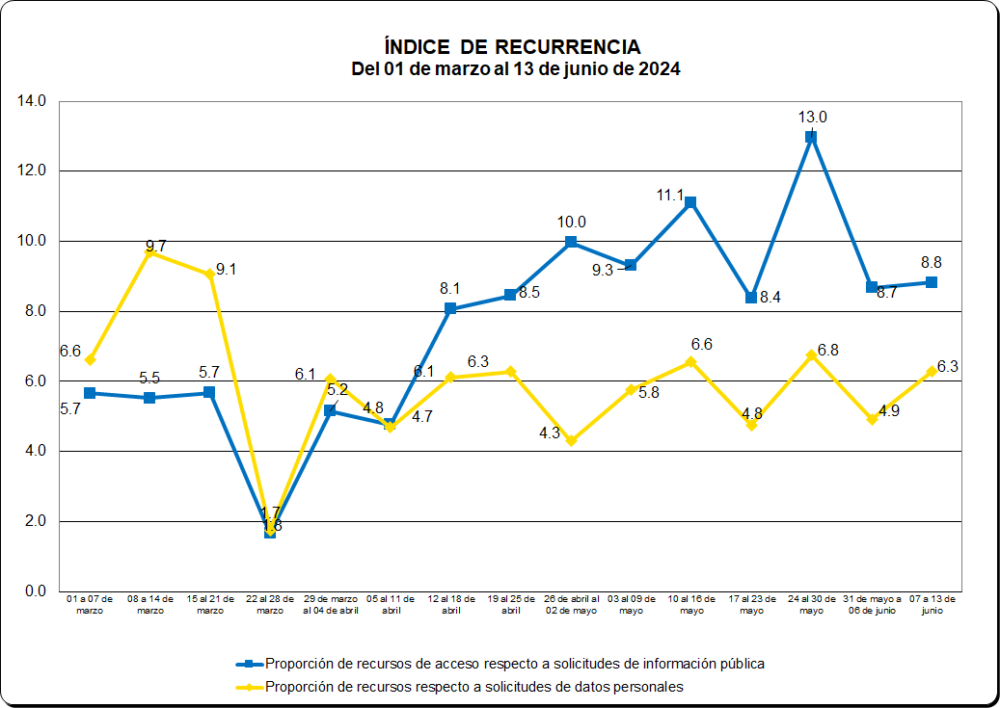 ÍNDICE DE RECURRENCIA
Del 01 de marzo al 13 de junio de 2024
14.0
12.0
10.0
8.0
6.0
4.0
2.0
0.0
6.6
9.7
9.1
1.7
6.1
4.7
6.1
6.3
4.3
5.8
6.6
4.8
6.8
4.9
6.3
5.7
5.5
5.7
1.8
5.2
4.8
8.1
8.5
10.0
9.3
11.1
8.4
13.0
8.7
8.8
01 a 07 de
marzo
08 a 14 de
marzo
15 al 21 de
marzo
22 al 28 de
marzo
29 de marzo
al 04 de abril
05 al 11 de
abril
12 al 18 de
abril
19 al 25 de
abril
26 de abril al
02 de mayo
03 al 09 de
mayo
10 al 16 de
mayo
17 al 23 de
mayo
24 al 30 de
mayo
31 de mayo a
06 de junio
07 a 13 de
junio
Proporción de recursos de acceso respecto a solicitudes de información pública
Proporción de recursos respecto a solicitudes de datos personales